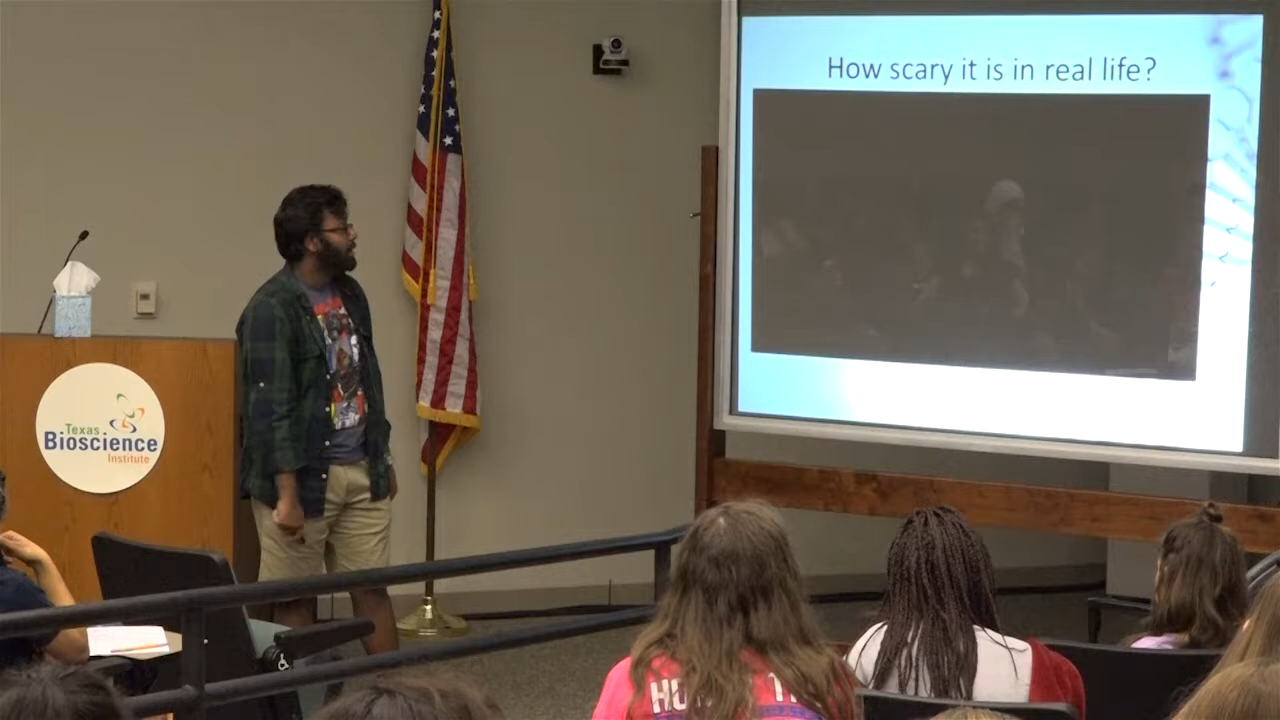 How scary it is in real life?
Texas
Bioscience
Institute